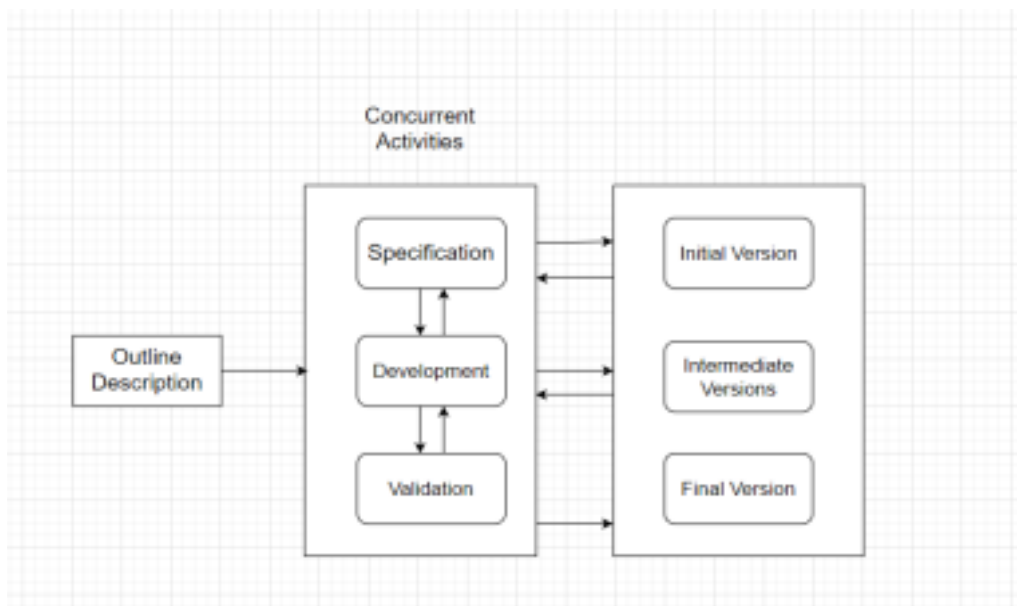 Concurrent
Activities
Specification
Initial Version
Outline
Description
Development
Intermediate
Versions
Validation
Final Version